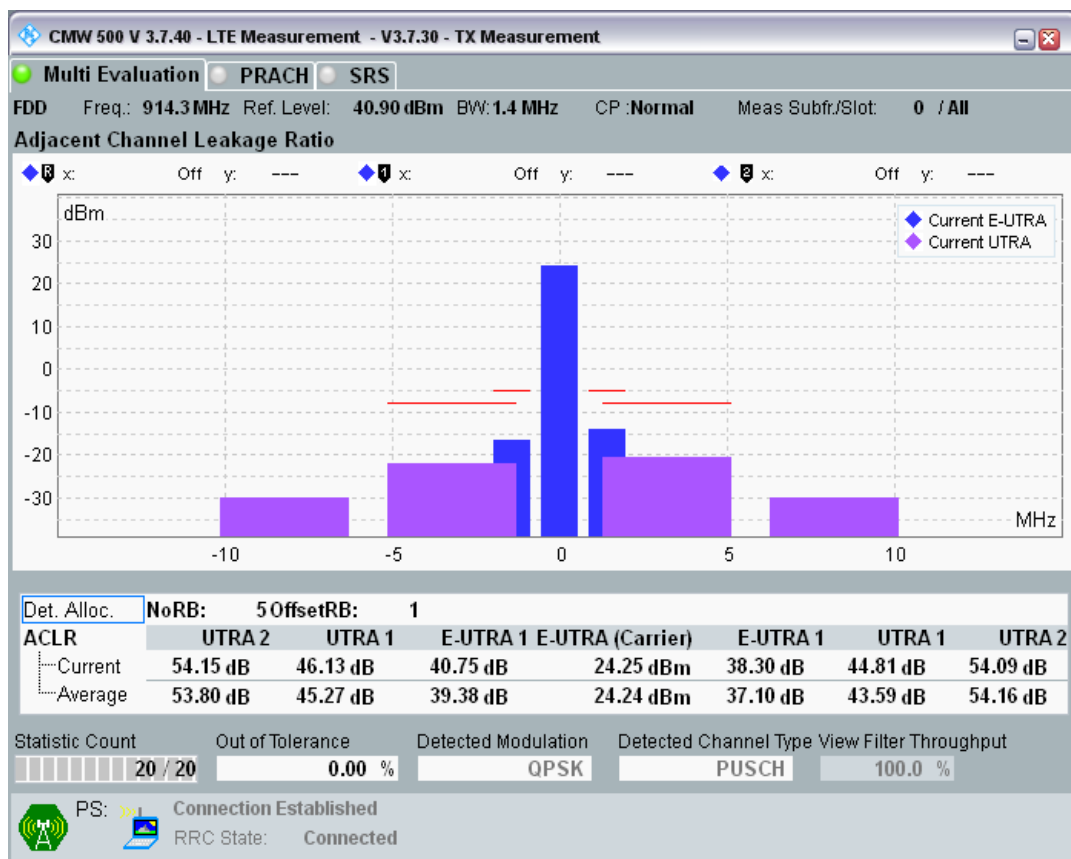 CMW 500 V 3.7.40 - LTE Measurement - V3.7.30 - TX Measurement
Multi Evaluation PRACH SRS
FDD Freq.: 914.3 MHz Ref. Level: 40.90 dBm BW: 1.4 MHz CP :Normal Meas Subfr./Slot: 0 / All
Adjacent Channel Leakage Ratio
R x: Off y: --- 1 x: Off y: --- 2 x: Off y: ---
dBm
Current E-UTRA
Current UTRA
30
20
10
0
-10
-20
-30
MHz
-10 -5 0 5 10
Det. Alloc. NoRB: 5 OffsetRB: 1
ACLR UTRA 2 UTRA 1 E-UTRA 1 E-UTRA (Carrier) E-UTRA 1 UTRA 1 UTRA 2
Current 54.15 dB 46.13 dB 40.75 dB 24.25 dBm 38.30 dB 44.81 dB 54.09 dB
Average 53.80 dB 45.27 dB 39.38 dB 24.24 dBm 37.10 dB 43.59 dB 54.16 dB
Statistic Count Out of Tolerance Detected Modulation Detected Channel Type View Filter Throughput
20 / 20 0.00 % QPSK PUSCH 100.0 %
PS: Connection Established
RRC State: Connected